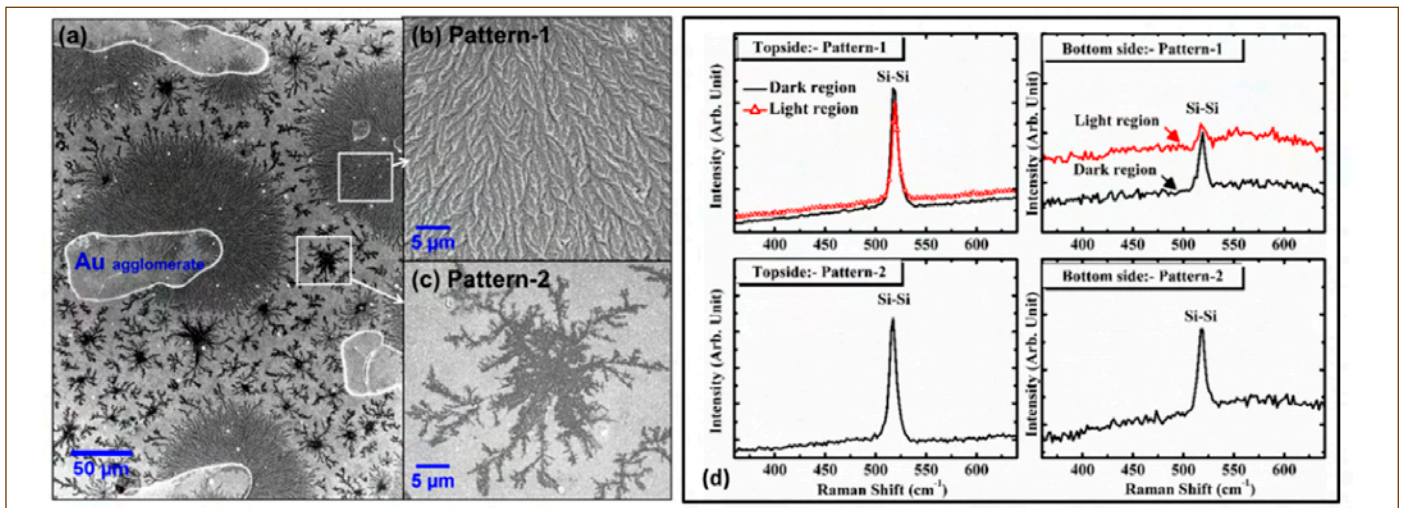 (a)
Au agglomerate
50 µm
(b) Pattern-1
5 µm
(c) Pattern-2
5 µm
(d)
Topside:- Pattern-1
Si-Si
Dark region
Light region
Intensity (Arb. Unit)
400 450 500 550 600
Bottom side:- Pattern-1
Si-Si
Light region
Dark region
Intensity (Arb. Unit)
400 450 500 550 600
Topside:- Pattern-2
Si-Si
Intensity (Arb. Unit)
400 450 500 550 600
Raman Shift (cm⁻¹)
Bottom side:- Pattern-2
Si-Si
Intensity (Arb. Unit)
400 450 500 550 600
Raman Shift (cm⁻¹)